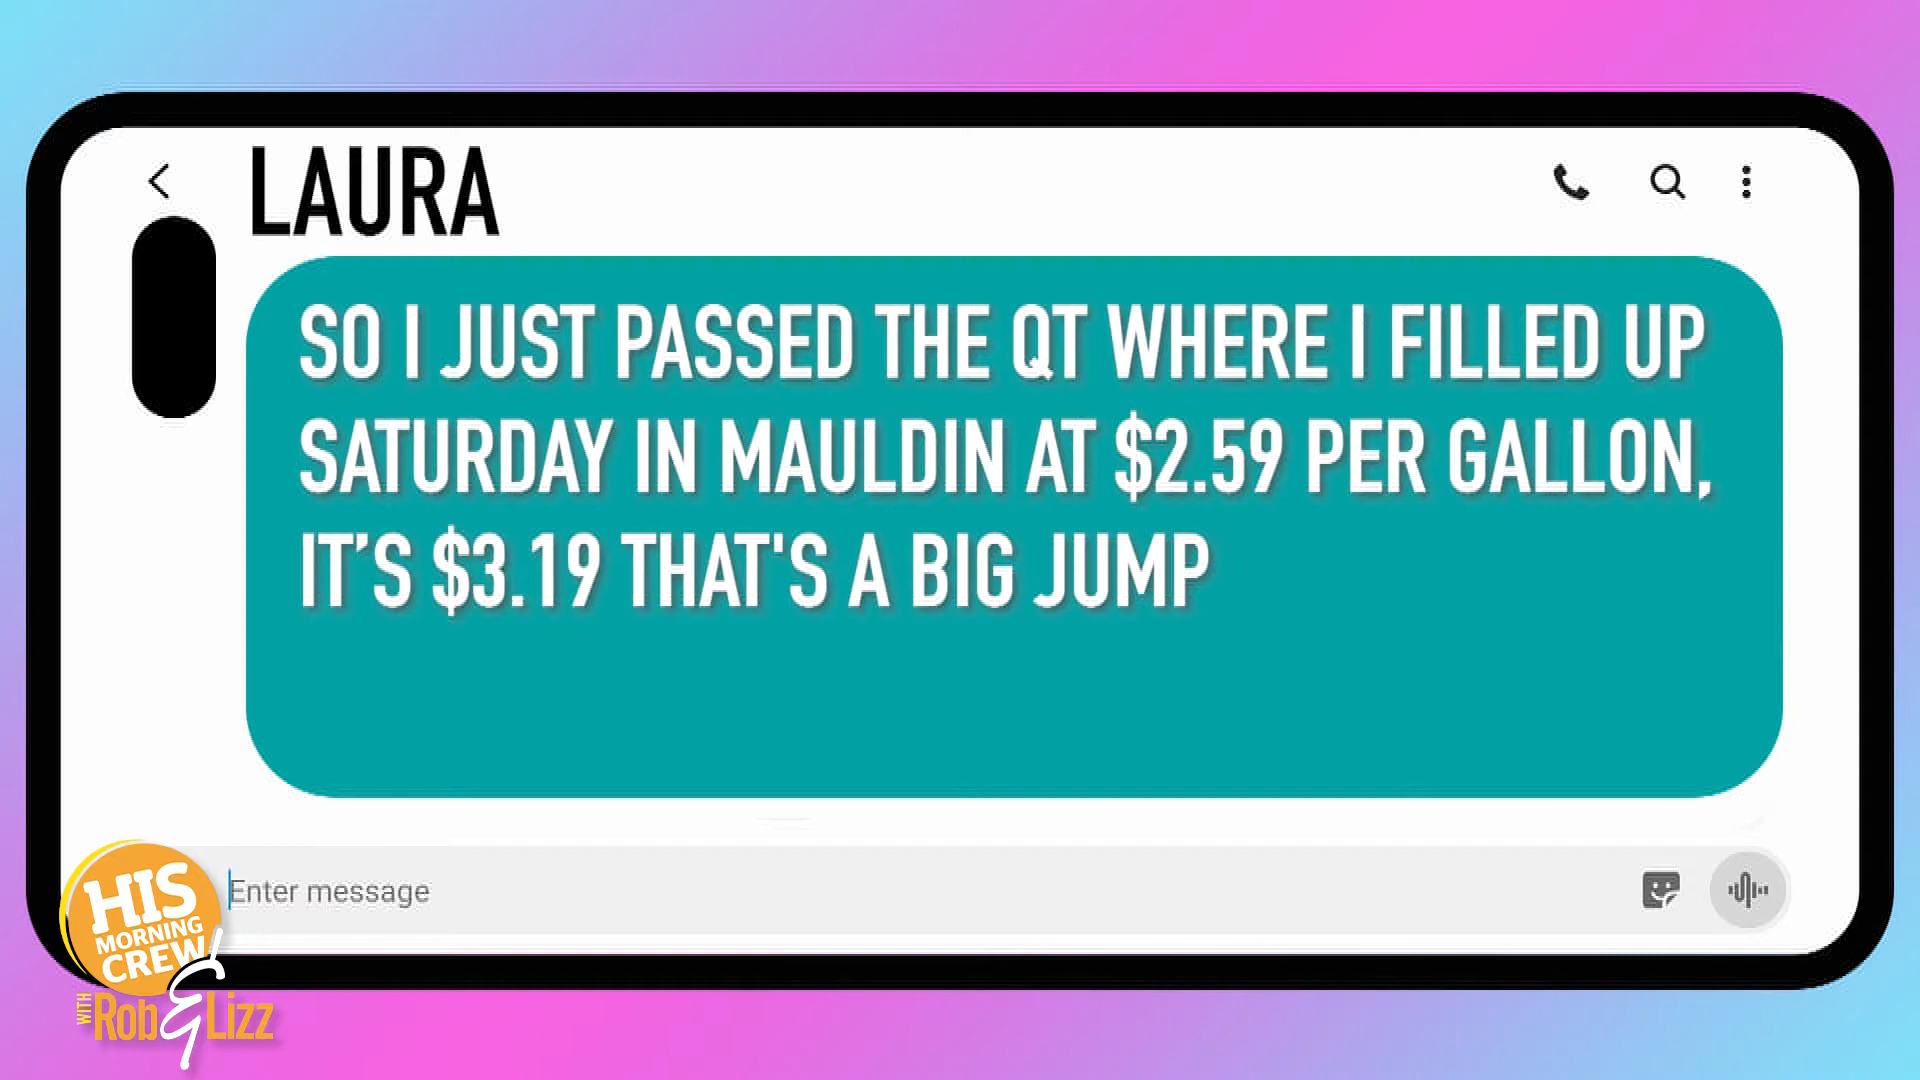 LAURA
SO I JUST PASSED THE QT WHERE I FILLED UP
SATURDAY IN MAULDIN AT $2.59 PER GALLON,
IT’S $3.19 THAT'S A BIG JUMP
Enter message
HIS
MORNING
CREW
WITH Rob & Lizz